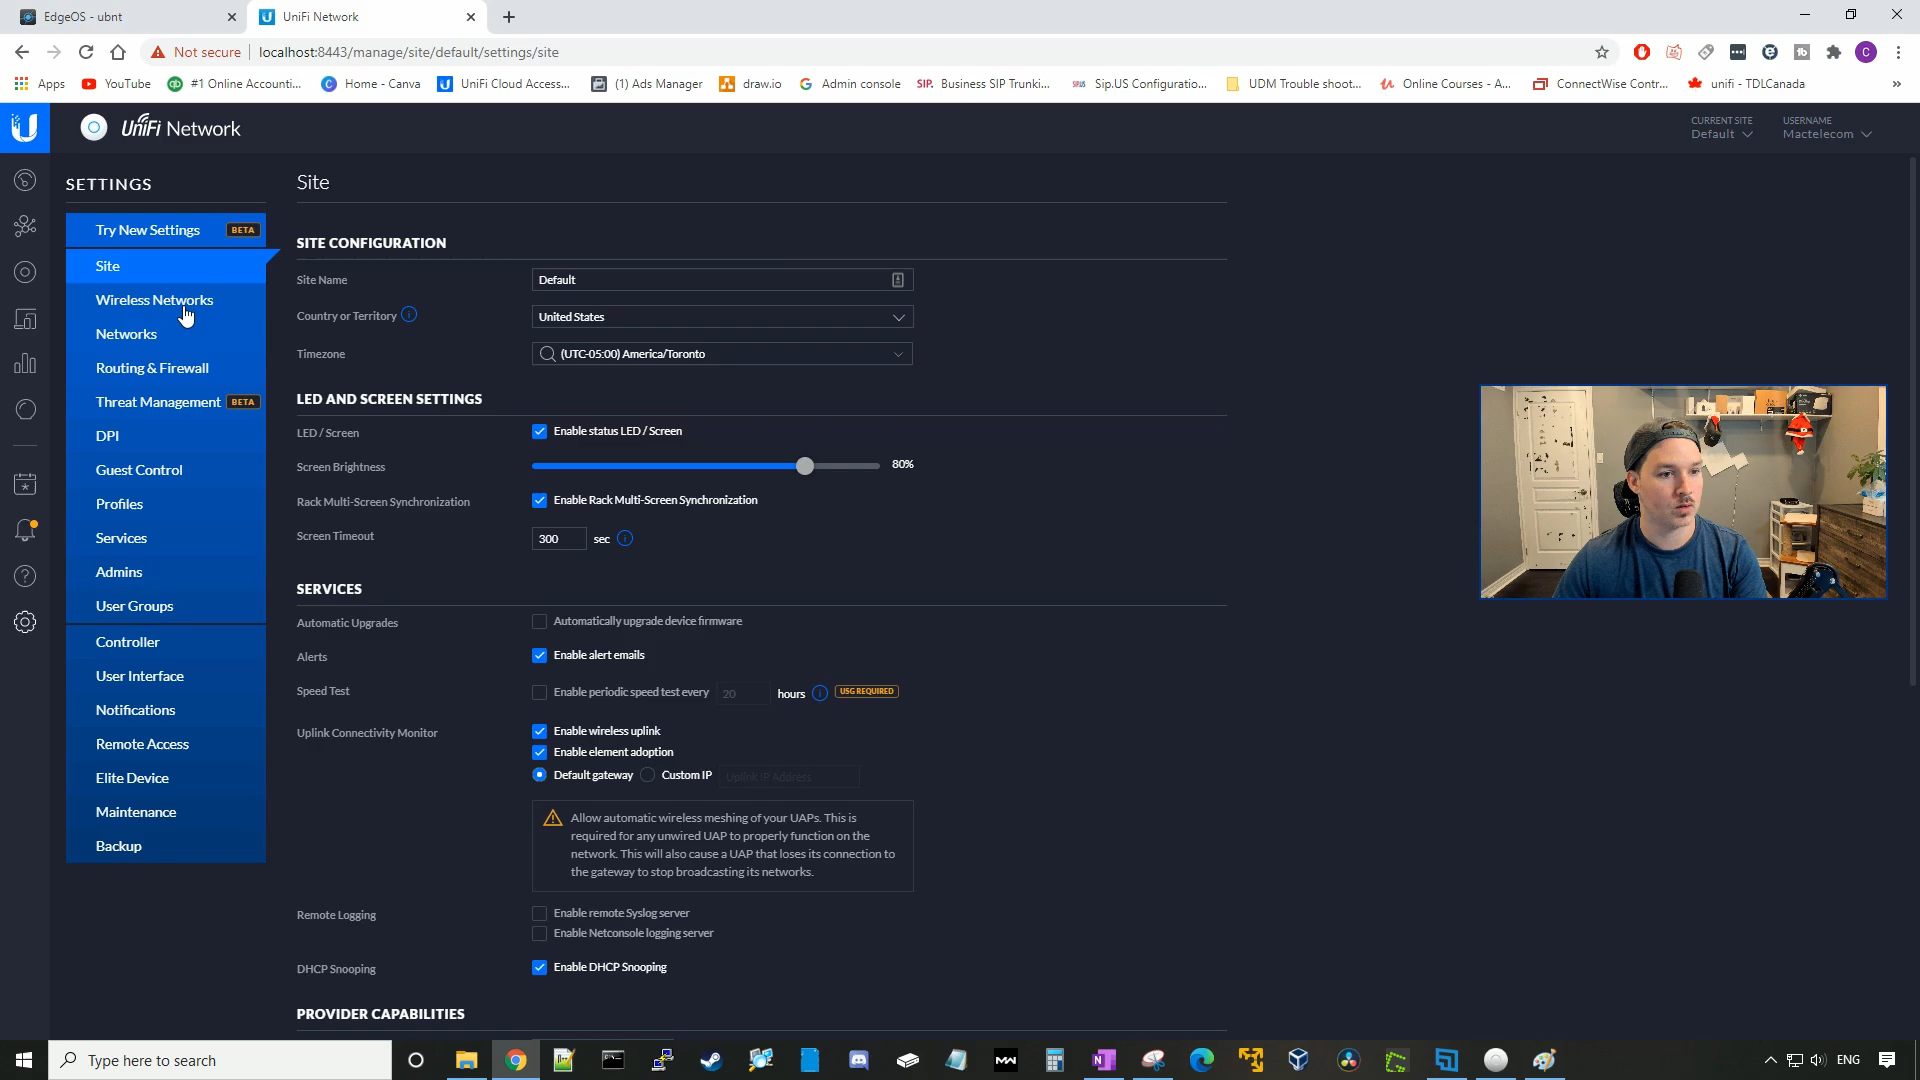 EdgeOS - ubnt
UniFi Network
Not secure
localhost:8443/manage/site/default/settings/site
Apps
YouTube
#1 Online Accounti...
Home - Canva
UniFi Cloud Access...
(1) Ads Manager
draw.io
Admin console
SIP. Business SIP Trunki...
Sip.US Configuratio...
UDM Trouble shoot...
Online Courses - A...
ConnectWise Contr...
unifi - TDLCanada
»
UniFi Network
CURRENT SITE
Default
USERNAME
Mactelecom
SETTINGS
Try New Settings BETA
Site
Wireless Networks
Networks
Routing & Firewall
Threat Management BETA
DPI
Guest Control
Profiles
Services
Admins
User Groups
Controller
User Interface
Notifications
Remote Access
Elite Device
Maintenance
Backup
Site
SITE CONFIGURATION
Site Name Default
Country or Territory United States
Timezone (UTC-05:00) America/Toronto
LED AND SCREEN SETTINGS
LED / Screen Enable status LED / Screen
Screen Brightness 80%
Rack Multi-Screen Synchronization Enable Rack Multi-Screen Synchronization
Screen Timeout 300 sec
SERVICES
Automatic Upgrades Automatically upgrade device firmware
Alerts Enable alert emails
Speed Test Enable periodic speed test every 20 hours USG REQUIRED
Uplink Connectivity Monitor Enable wireless uplink
Enable element adoption
Default gateway Custom IP Uplink IP Address
Allow automatic wireless meshing of your UAPs. This is
required for any unwired UAP to properly function on the
network. This will also cause a UAP that loses its connection to
the gateway to stop broadcasting its networks.
Remote Logging Enable remote Syslog server
Enable Netconsole logging server
DHCP Snooping Enable DHCP Snooping
PROVIDER CAPABILITIES
Type here to search
ENG